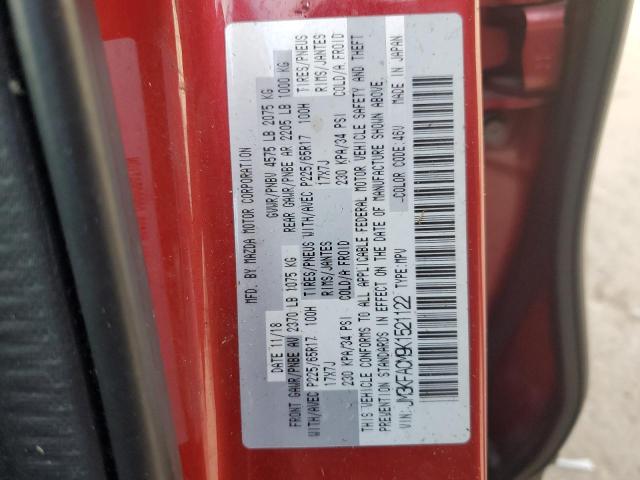 MFD. BY MAZDA MOTOR CORPORATION
DATE 11/18 GVWR/PNBV 4575 LB 2075 KG
FRONT GAWR/PNBE AV 2370 LB 1075 KG REAR GAWR/PNBE AR 2205 LB 1000 KG
WITH/AVEC P225/65R17 100H TIRES/PNEUS WITH/AVEC P225/65R17 100H TIRES/PNEUS
17X7J RIMS/JANTES 17X7J RIMS/JANTES
230 KPA/34 PSI COLD/A FROID 230 KPA/34 PSI COLD/A FROID
THIS VEHICLE CONFORMS TO ALL APPLICABLE FEDERAL MOTOR VEHICLE SAFETY AND THEFT
PREVENTION STANDARDS IN EFFECT ON THE DATE OF MANUFACTURE SHOWN ABOVE.
VIN: JM3KFACM9K1521122 TYPE:MPV COLOR CODE: 46V MADE IN JAPAN